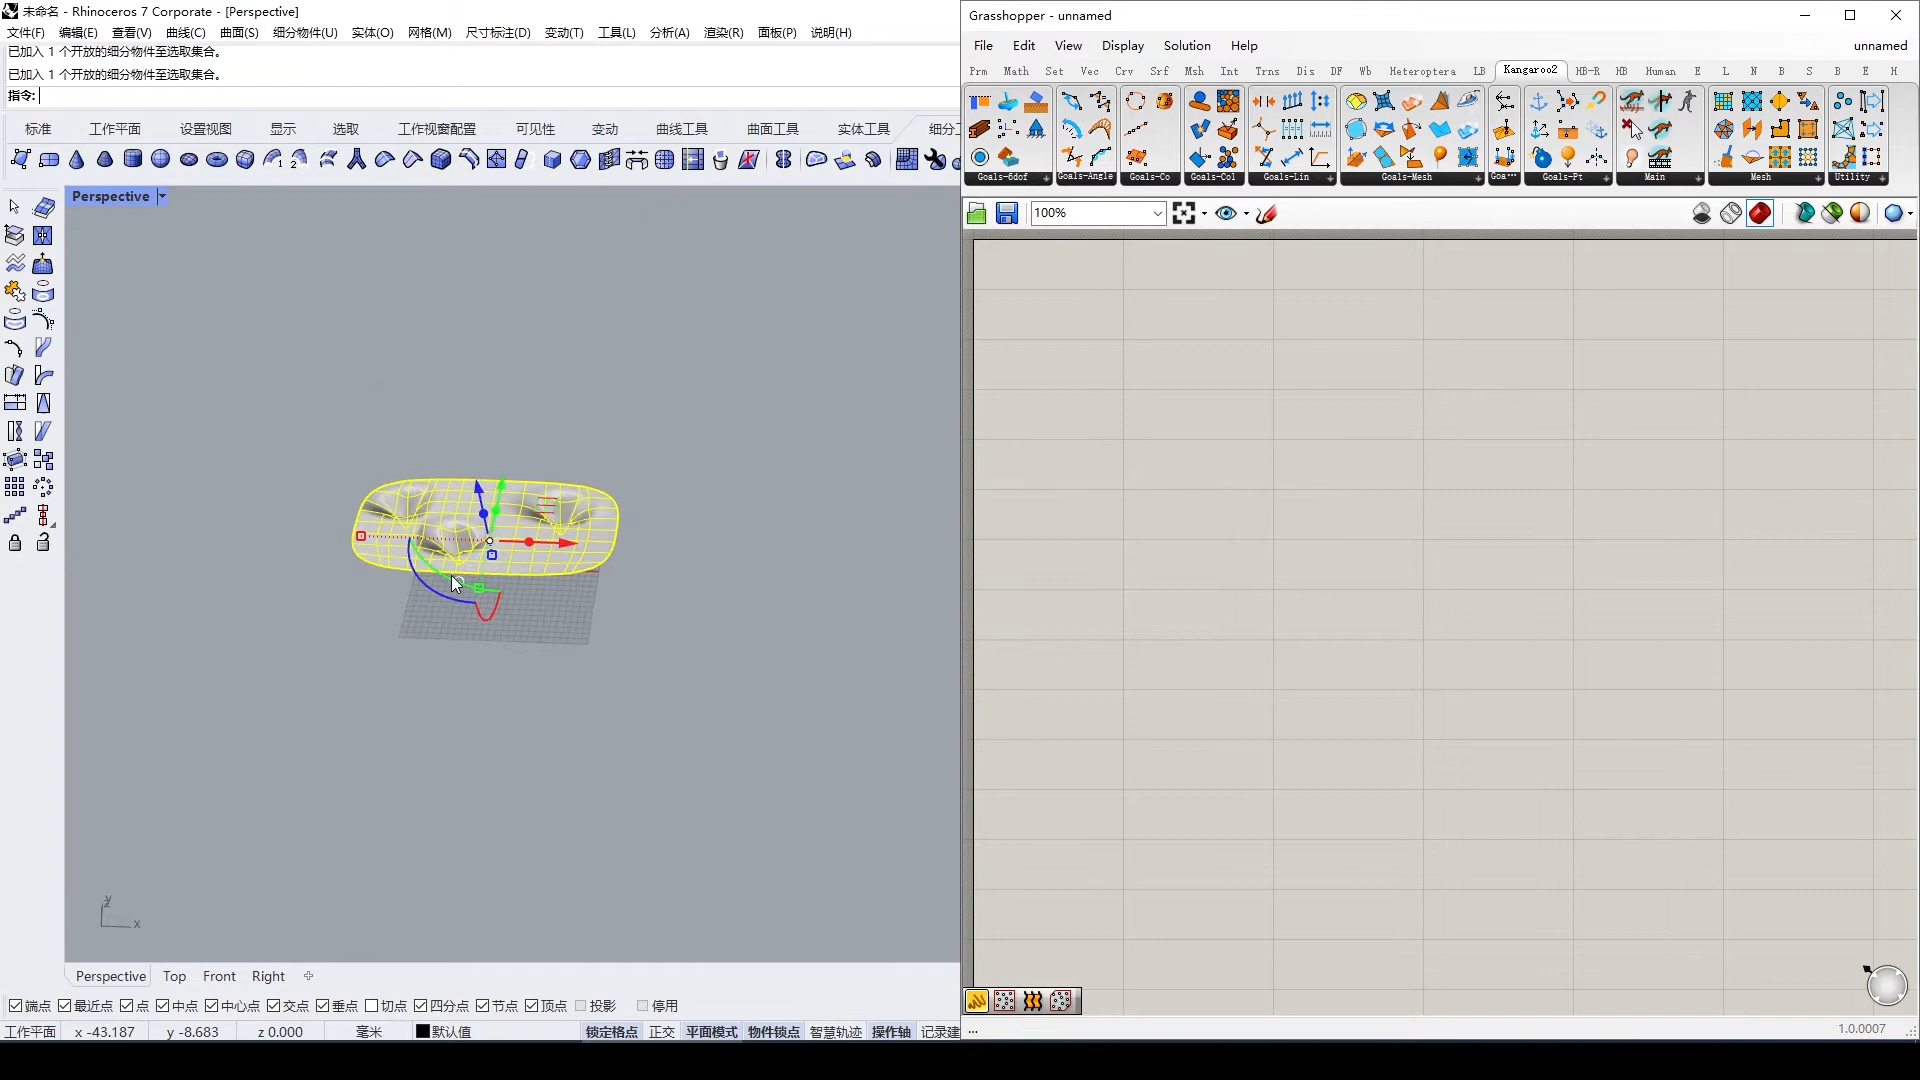 未命名 - Rhinoceros 7 Corporate - [Perspective]
文件(F) 编辑(E) 查看(V) 曲线(C) 曲面(S) 细分物件(U) 实体(O) 网格(M) 尺寸标注(D) 变动(T) 工具(L) 分析(A) 渲染(R) 面板(P) 说明(H)
已加入 1 个开放的细分物件至选取集合。
已加入 1 个开放的细分物件至选取集合。
指令:
标准 工作平面 设置视图 显示 选取 工作视窗配置 可见性 变动 曲线工具 曲面工具 实体工具 细分工
Perspective
y
x
Perspective Top Front Right
端点 最近点 点 中点 中心点 交点 垂点 切点 四分点 节点 顶点 投影 停用
工作平面 x -43.187 y -8.683 z 0.000 毫米 默认值 锁定格点 正交 平面模式 物件锁点 智慧轨迹 操作轴 记录建
Grasshopper - unnamed
File Edit View Display Solution Help unnamed
Prm Math Set Vec Crv Srf Msh Int Trns Dis DF Wb Heteroptera LB Kangaroo2 HB-R HB Human E L N B S B E H
Goals-6dof Goals-Angle Goals-Co Goals-Col Goals-Lin Goals-Mesh Goa... Goals-Pt Main Mesh Utility
100%
...
1.0.0007